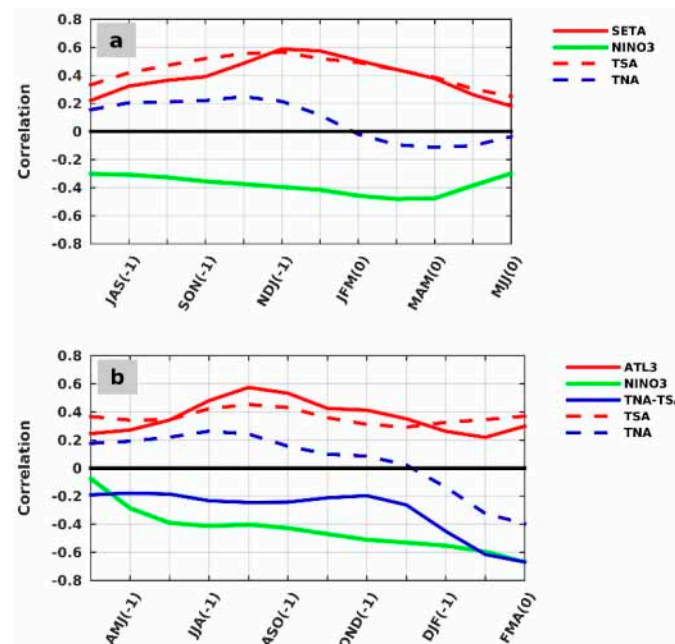 a
0.8
0.6
0.4
0.2
0
-0.2
-0.4
-0.6
-0.8
Correlation
JAS(-1)
SON(-1)
NDJ(-1)
JFM(0)
MAM(0)
MJJ(0)
SETA
NINO3
TSA
TNA
b
0.8
0.6
0.4
0.2
0
-0.2
-0.4
-0.6
-0.8
Correlation
AMJ(-1)
JJA(-1)
ASO(-1)
OND(-1)
DJF(-1)
FMA(0)
ATL3
NINO3
TNA-TSA
TSA
TNA